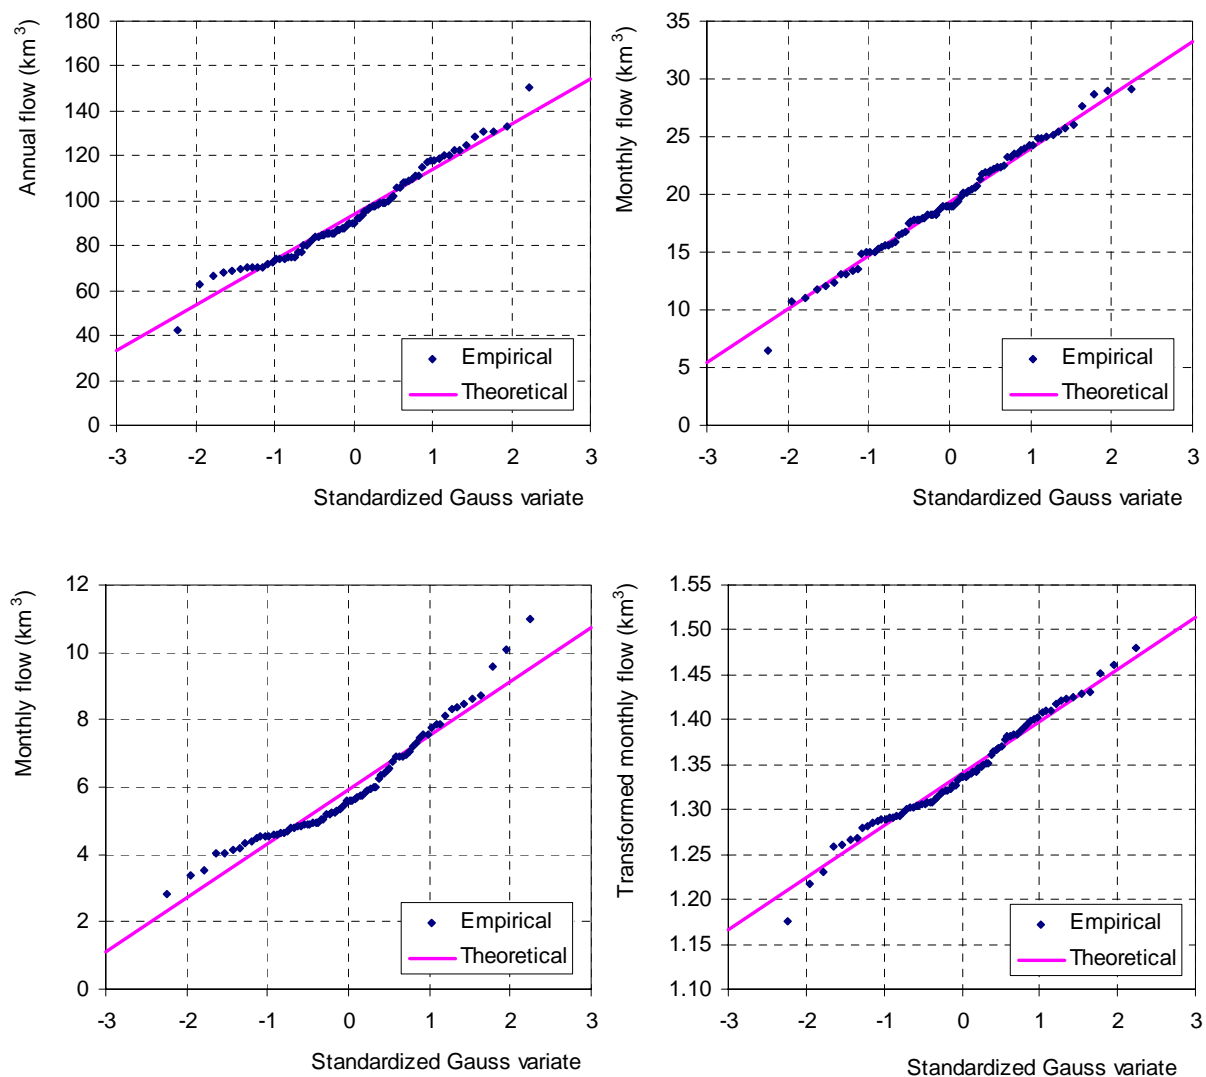 Annual flow (km³)
180
160
140
120
100
80
60
40
20
0
-3 -2 -1 0 1 2 3
Standardized Gauss variate
Empirical
Theoretical
Monthly flow (km³)
35
30
25
20
15
10
5
0
-3 -2 -1 0 1 2 3
Standardized Gauss variate
Empirical
Theoretical
Monthly flow (km³)
12
10
8
6
4
2
0
-3 -2 -1 0 1 2 3
Standardized Gauss variate
Empirical
Theoretical
Transformed monthly flow (km³)
1.55
1.50
1.45
1.40
1.35
1.30
1.25
1.20
1.15
1.10
-3 -2 -1 0 1 2 3
Standardized Gauss variate
Empirical
Theoretical